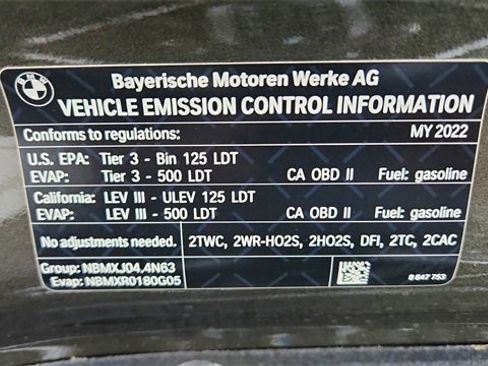 BMW
Bayerische Motoren Werke AG
VEHICLE EMISSION CONTROL INFORMATION
Conforms to regulations: MY 2022
U.S. EPA: Tier 3 - Bin 125 LDT
EVAP: Tier 3 - 500 LDT CA OBD II Fuel: gasoline
California: LEV III - ULEV 125 LDT
EVAP: LEV III - 500 LDT CA OBD II Fuel: gasoline
No adjustments needed. 2TWC, 2WR-HO2S, 2HO2S, DFI, 2TC, 2CAC
Group: NBMXJ04.4N63
Evap: NBMXR0180G05 8 847 753